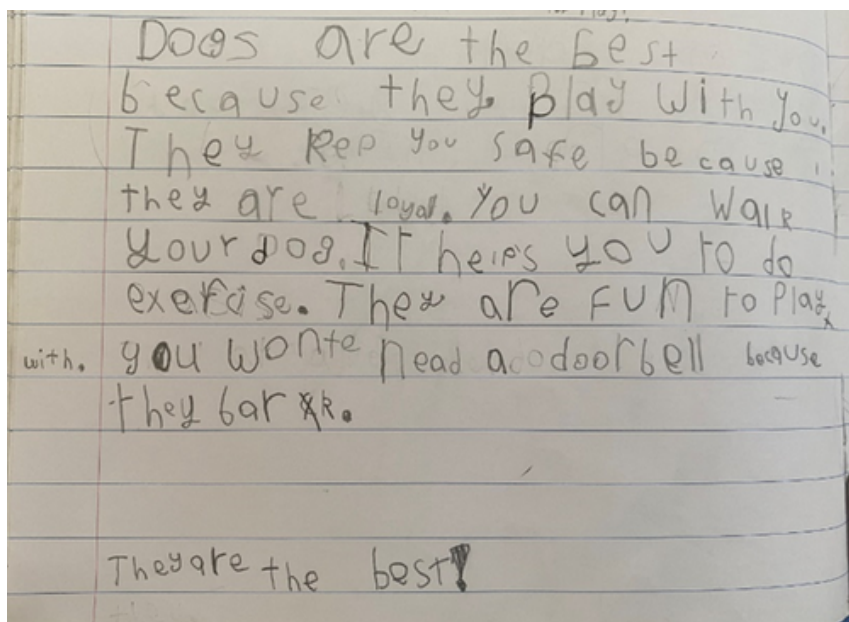 Dogs are the best
because they play with you.
They kep you safe because
they are loyal. You can walk
your dog. It helps you to do
exercise. They are fun to play
with. you wonte nead a doorbell because
they bark.
They are the best!